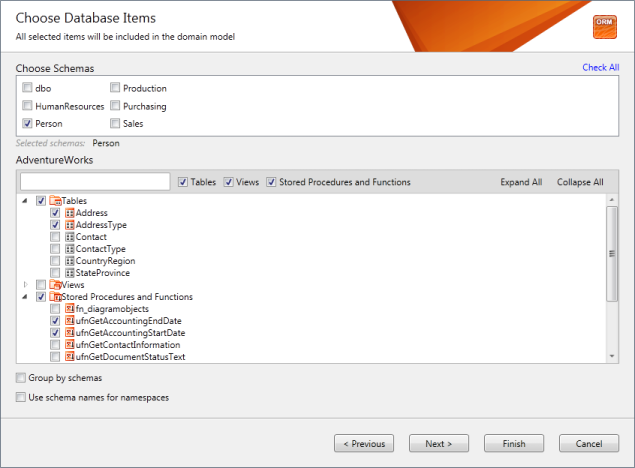 Choose Database Items
All selected items will be included in the domain model
ORM
Choose Schemas
Check All
dbo
Production
HumanResources
Purchasing
Person
Sales
Selected schemas: Person
AdventureWorks
Tables Views Stored Procedures and Functions Expand All Collapse All
Tables
Address
AddressType
Contact
ContactType
CountryRegion
StateProvince
Views
Stored Procedures and Functions
fn_diagramobjects
ufnGetAccountingEndDate
ufnGetAccountingStartDate
ufnGetContactInformation
ufnGetDocumentStatusText
Group by schemas
Use schema names for namespaces
< Previous Next > Finish Cancel